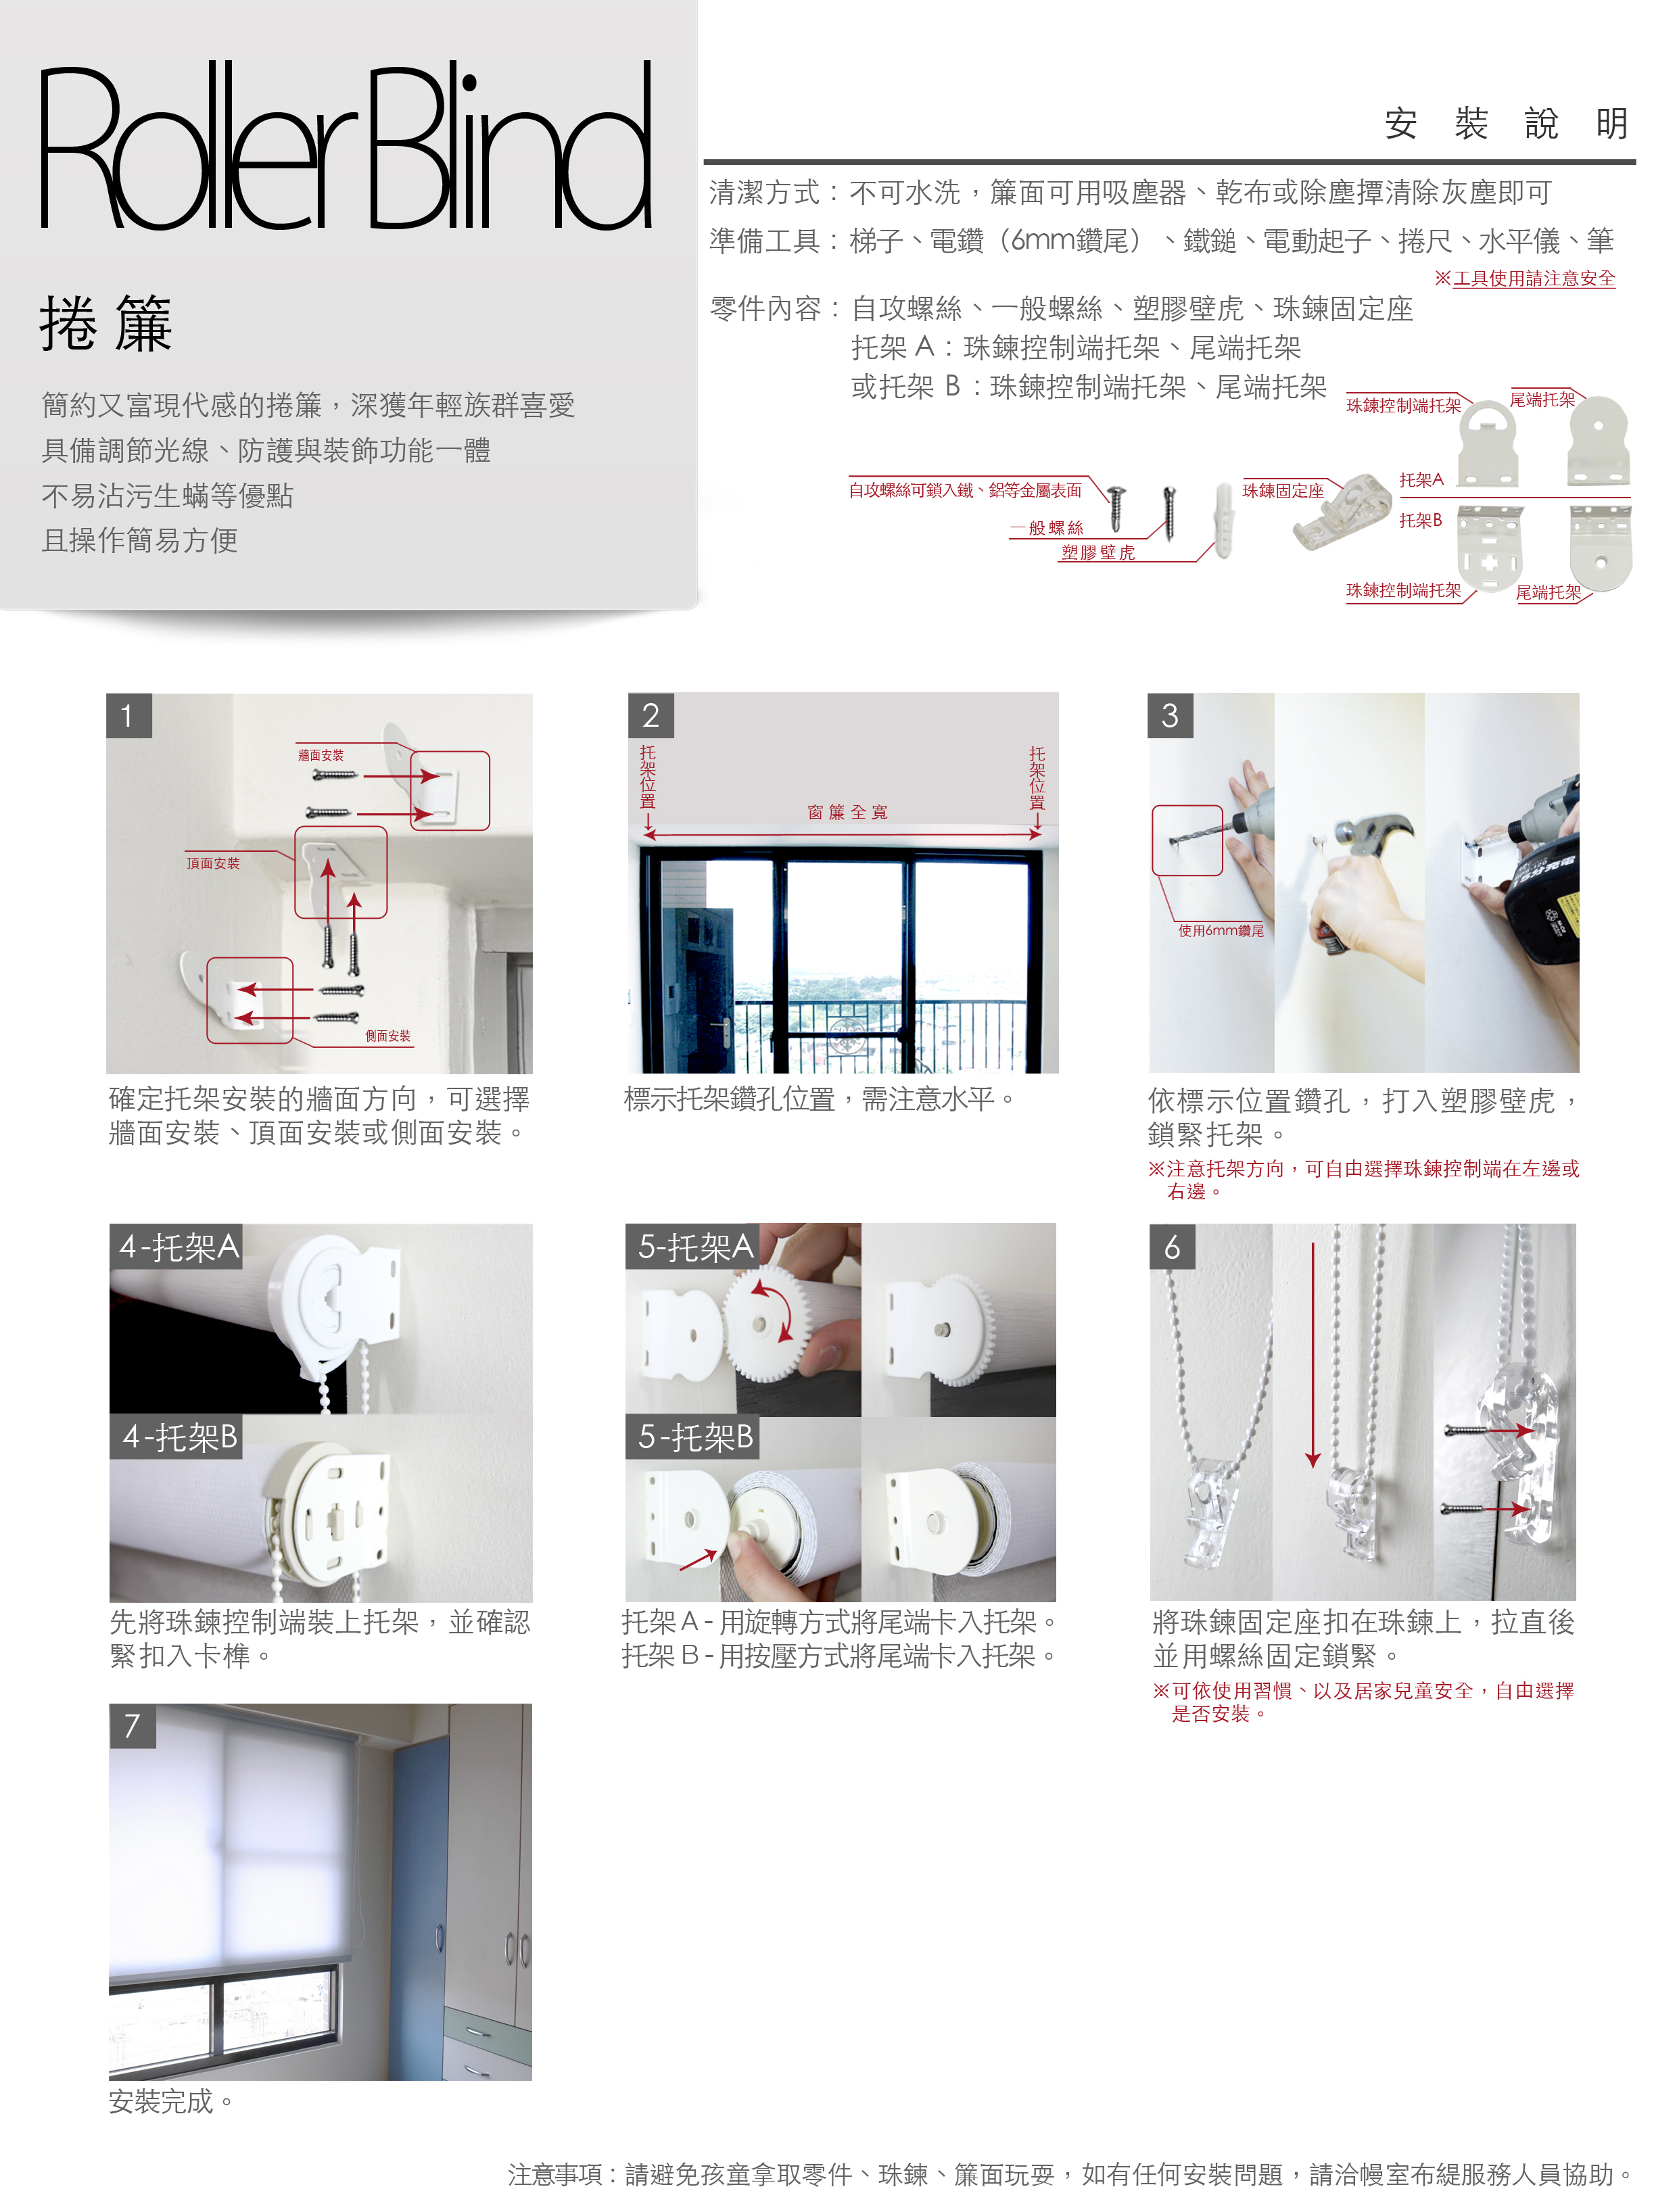 Roller Blind
捲簾
簡約又富現代感的捲簾，深獲年輕族群喜愛
具備調節光線、防護與裝飾功能一體
不易沾污生蟎等優點
且操作簡易方便
安裝說明
清潔方式：不可水洗，簾面可用吸塵器、乾布或除塵撢清除灰塵即可
準備工具：梯子、電鑽（6mm鑽尾）、鐵鎚、電動起子、捲尺、水平儀、筆
※工具使用請注意安全
零件內容：自攻螺絲、一般螺絲、塑膠壁虎、珠鍊固定座
托架 A：珠鍊控制端托架、尾端托架
或托架 B：珠鍊控制端托架、尾端托架
珠鍊控制端托架
尾端托架
托架A
自攻螺絲可鎖入鐵、鋁等金屬表面
一般螺絲
塑膠壁虎
珠鍊固定座
托架B
珠鍊控制端托架
尾端托架
1
牆面安裝
頂面安裝
側面安裝
確定托架安裝的牆面方向，可選擇
牆面安裝、頂面安裝或側面安裝。
2
托架位置
托架位置
窗簾全寬
標示托架鑽孔位置，需注意水平。
3
使用6mm鑽尾
依標示位置鑽孔，打入塑膠壁虎，
鎖緊托架。
※注意托架方向，可自由選擇珠鍊控制端在左邊或
右邊。
4-托架A
4-托架B
先將珠鍊控制端裝上托架，並確認
緊扣入卡榫。
5-托架A
5-托架B
托架A-用旋轉方式將尾端卡入托架。
托架B-用按壓方式將尾端卡入托架。
6
將珠鍊固定座扣在珠鍊上，拉直後
並用螺絲固定鎖緊。
※可依使用習慣、以及居家兒童安全，自由選擇
是否安裝。
7
安裝完成。
注意事項：請避免孩童拿取零件、珠鍊、簾面玩耍，如有任何安裝問題，請洽幔室布緹服務人員協助。